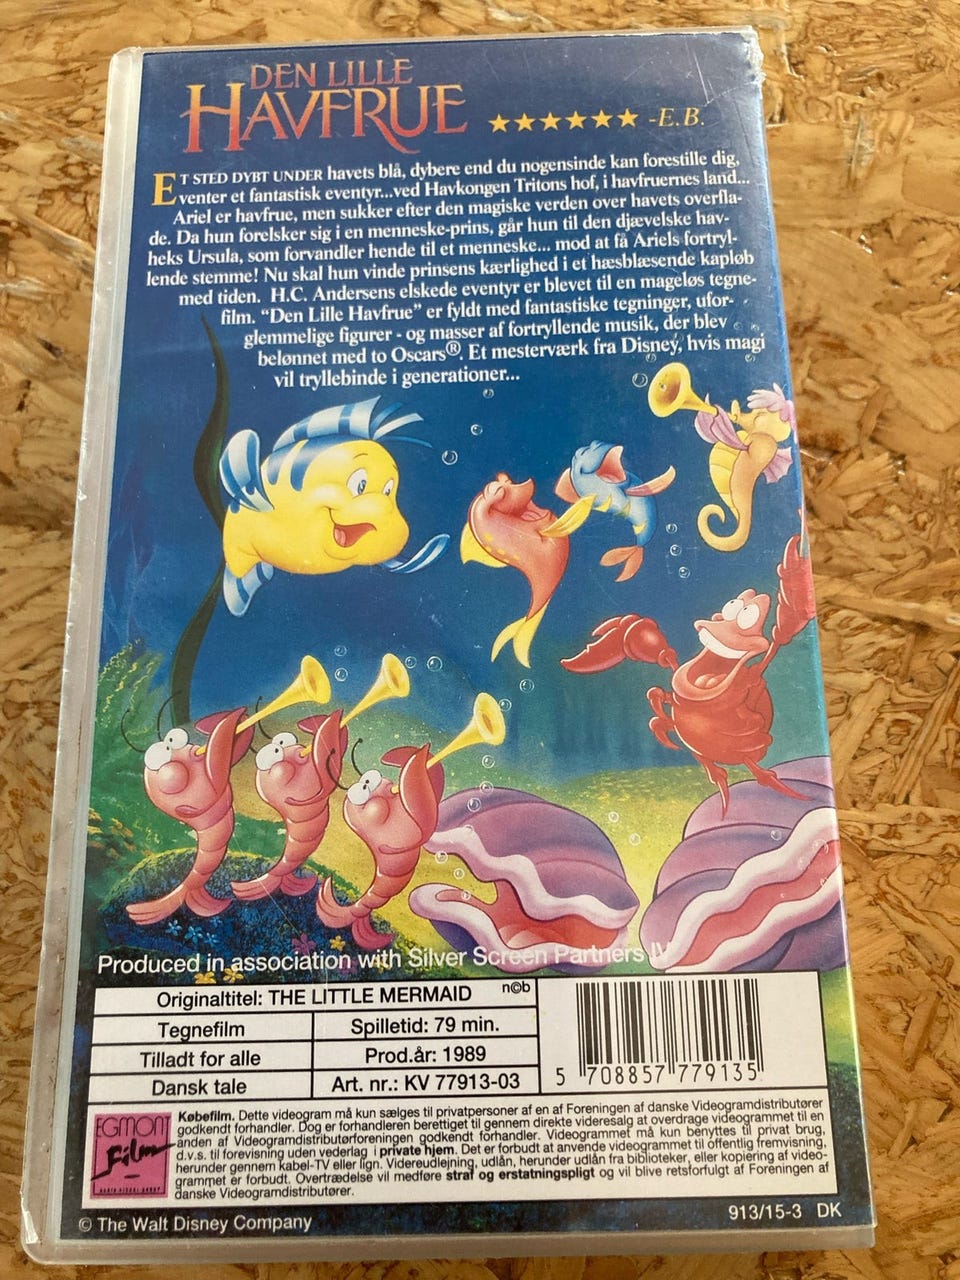 DEN LILLE
HAVFRUE
★★★★★★ -E.B.
ET STED DYBT UNDER havets blå, dybere end du nogensinde kan forestille dig,
venter et fantastisk eventyr...ved Havkongen Tritons hof, i havfruernes land...
Ariel er havfrue, men sukker efter den magiske verden over havets overfla-
de. Da hun forelsker sig i en menneske-prins, går hun til den djævelske hav-
heks Ursula, som forvandler hende til et menneske... mod at få Ariels fortryl-
lende stemme! Nu skal hun vinde prinsens kærlighed i et hæsblæsende kapløb
med tiden. H.C. Andersens elskede eventyr er blevet til en mageløs tegne-
film. "Den Lille Havfrue" er fyldt med fantastiske tegninger, ufor-
glemmelige figurer - og masser af fortryllende musik, der blev
belønnet med to Oscars®. Et mesterværk fra Disney, hvis magi
vil tryllebinde i generationer...
Produced in association with Silver Screen Partners IV
Originaltitel: THE LITTLE MERMAID n©b
Tegnefilm Spilletid: 79 min.
Tilladt for alle Prod.år: 1989
Dansk tale Art. nr.: KV 77913-03
5 708857 779135
EGMONT
Film
Købefilm. Dette videogram må kun sælges til privatpersoner af en af Foreningen af danske Videogramdistributører
godkendt forhandler. Dog er forhandleren berettiget til gennem direkte videresalg at overdrage videogrammet til en
anden af Videogramdistributørforeningen godkendt forhandler. Videogrammet må kun benyttes til privat brug,
d.v.s. til forevisning uden vederlag i private hjem. Det er forbudt at anvende videogrammet til offentlig fremvisning,
herunder gennem kabel-TV eller lign. Videreudlejning, udlån, herunder udlån fra biblioteker, eller kopiering af video-
grammet er forbudt. Overtrædelse vil medføre straf og erstatningspligt og vil blive retsforfulgt af Foreningen af
danske Videogramdistributører.
© The Walt Disney Company
913/15-3 DK